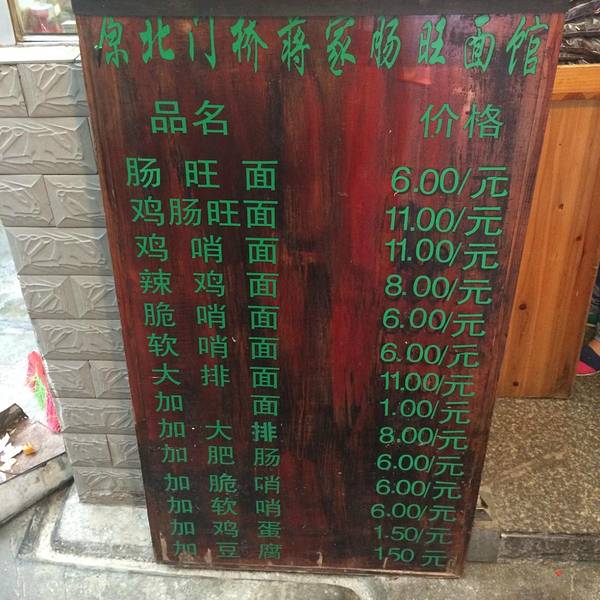 原北门桥蒋家肠旺面馆
品名 价格
肠旺面 6.00/元
鸡肠旺面 11.00/元
鸡哨面 11.00/元
辣鸡面 8.00/元
脆哨面 6.00/元
软哨面 6.00/元
大排面 11.00/元
加面 1.00/元
加大排 8.00/元
加肥肠 6.00/元
加脆哨 6.00/元
加软哨 6.00/元
加鸡蛋 1.50/元
加豆腐 150 元